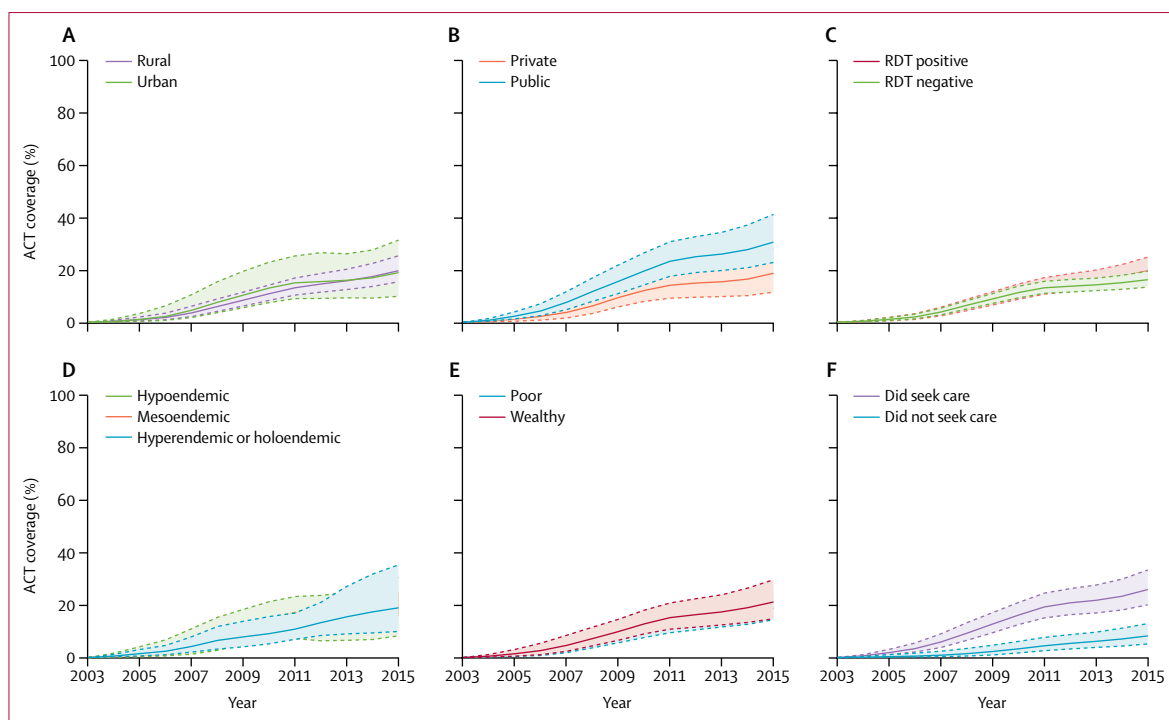 A
B
C
100
80
60
40
20
0
ACT coverage (%)
Rural
Urban
Private
Public
RDT positive
RDT negative
D
E
F
100
80
60
40
20
0
ACT coverage (%)
Hypoendemic
Mesoendemic
Hyperendemic or holoendemic
Poor
Wealthy
Did seek care
Did not seek care
2003 2005 2007 2009 2011 2013 2015
2003 2005 2007 2009 2011 2013 2015
2003 2005 2007 2009 2011 2013 2015
Year
Year
Year